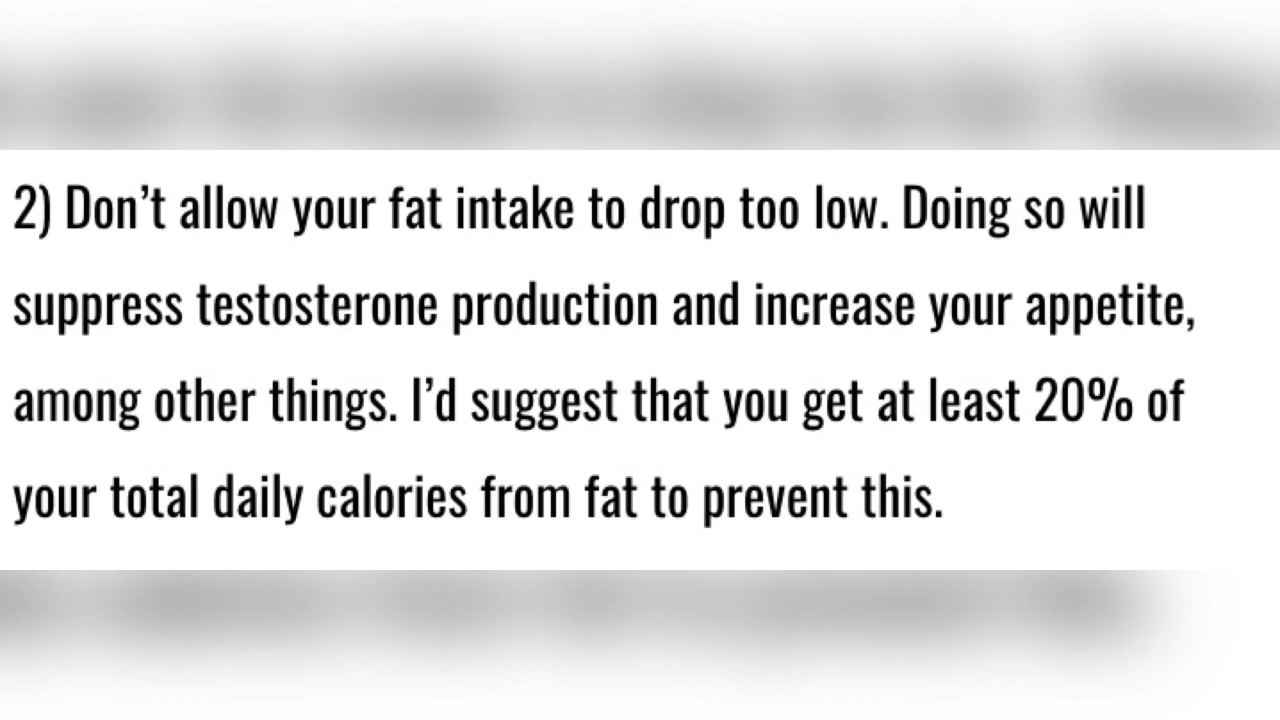 2) Don’t allow your fat intake to drop too low. Doing so will
suppress testosterone production and increase your appetite,
among other things. I’d suggest that you get at least 20% of
your total daily calories from fat to prevent this.